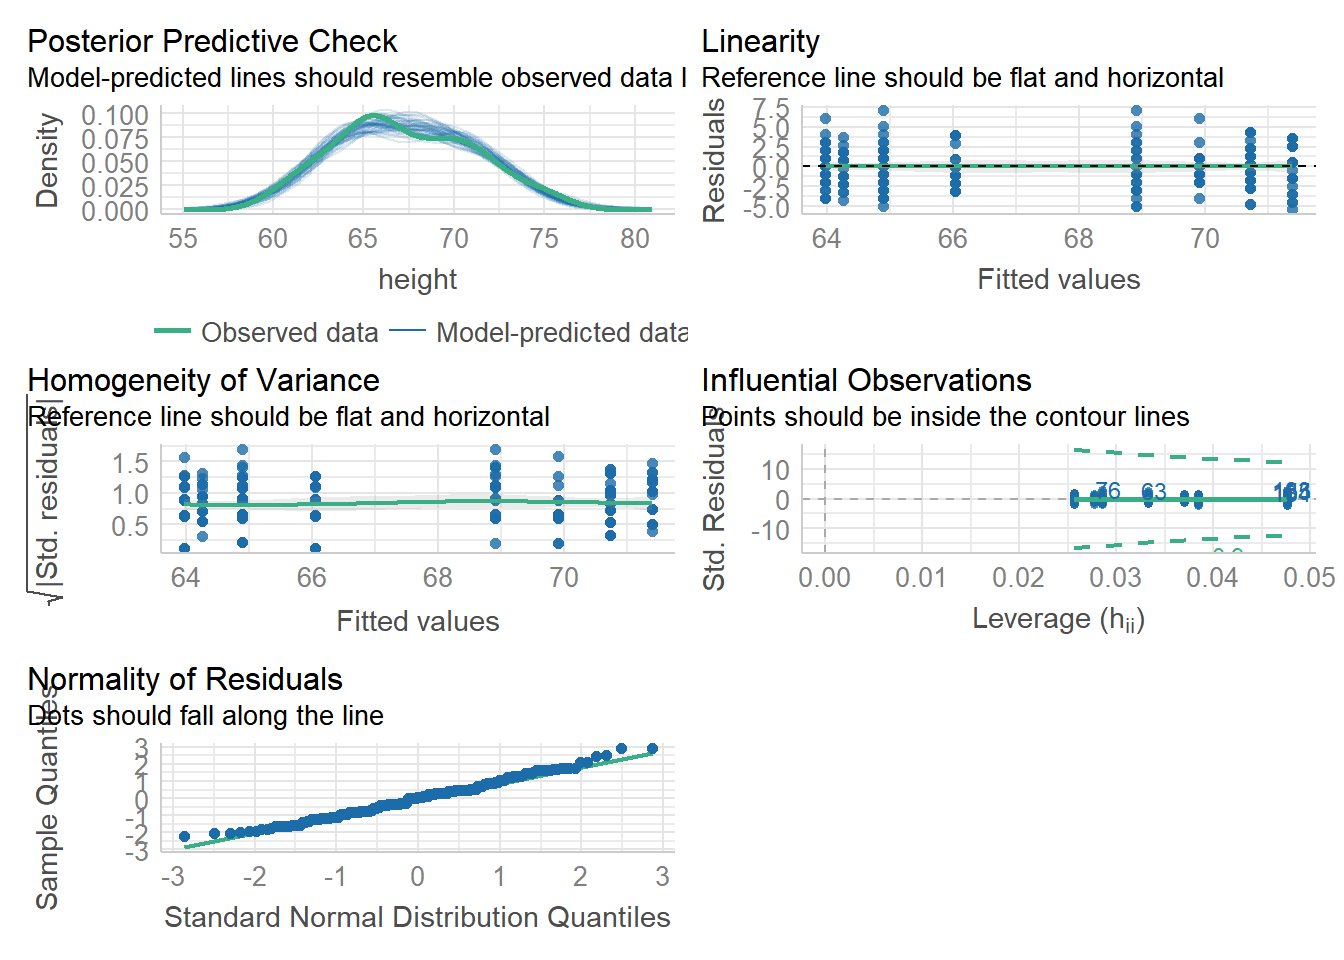 Posterior Predictive Check
Model-predicted lines should resemble observed data l
Density
0.100
0.075
0.050
0.025
0.000
55 60 65 70 75 80
height
Observed data Model-predicted data
Linearity
Reference line should be flat and horizontal
Residuals
7.5
5.0
2.5
0.0
-2.5
-5.0
64 66 68 70
Fitted values
Homogeneity of Variance
Reference line should be flat and horizontal
√|Std. residuals|
1.5
1.0
0.5
64 66 68 70
Fitted values
Influential Observations
Points should be inside the contour lines
Std. Residuals
10
0
-10
76 63
0.00 0.01 0.02 0.03 0.04 0.05
Leverage (hii)
Normality of Residuals
Dots should fall along the line
Sample Quantiles
3
2
1
0
-1
-2
-3
-3 -2 -1 0 1 2 3
Standard Normal Distribution Quantiles